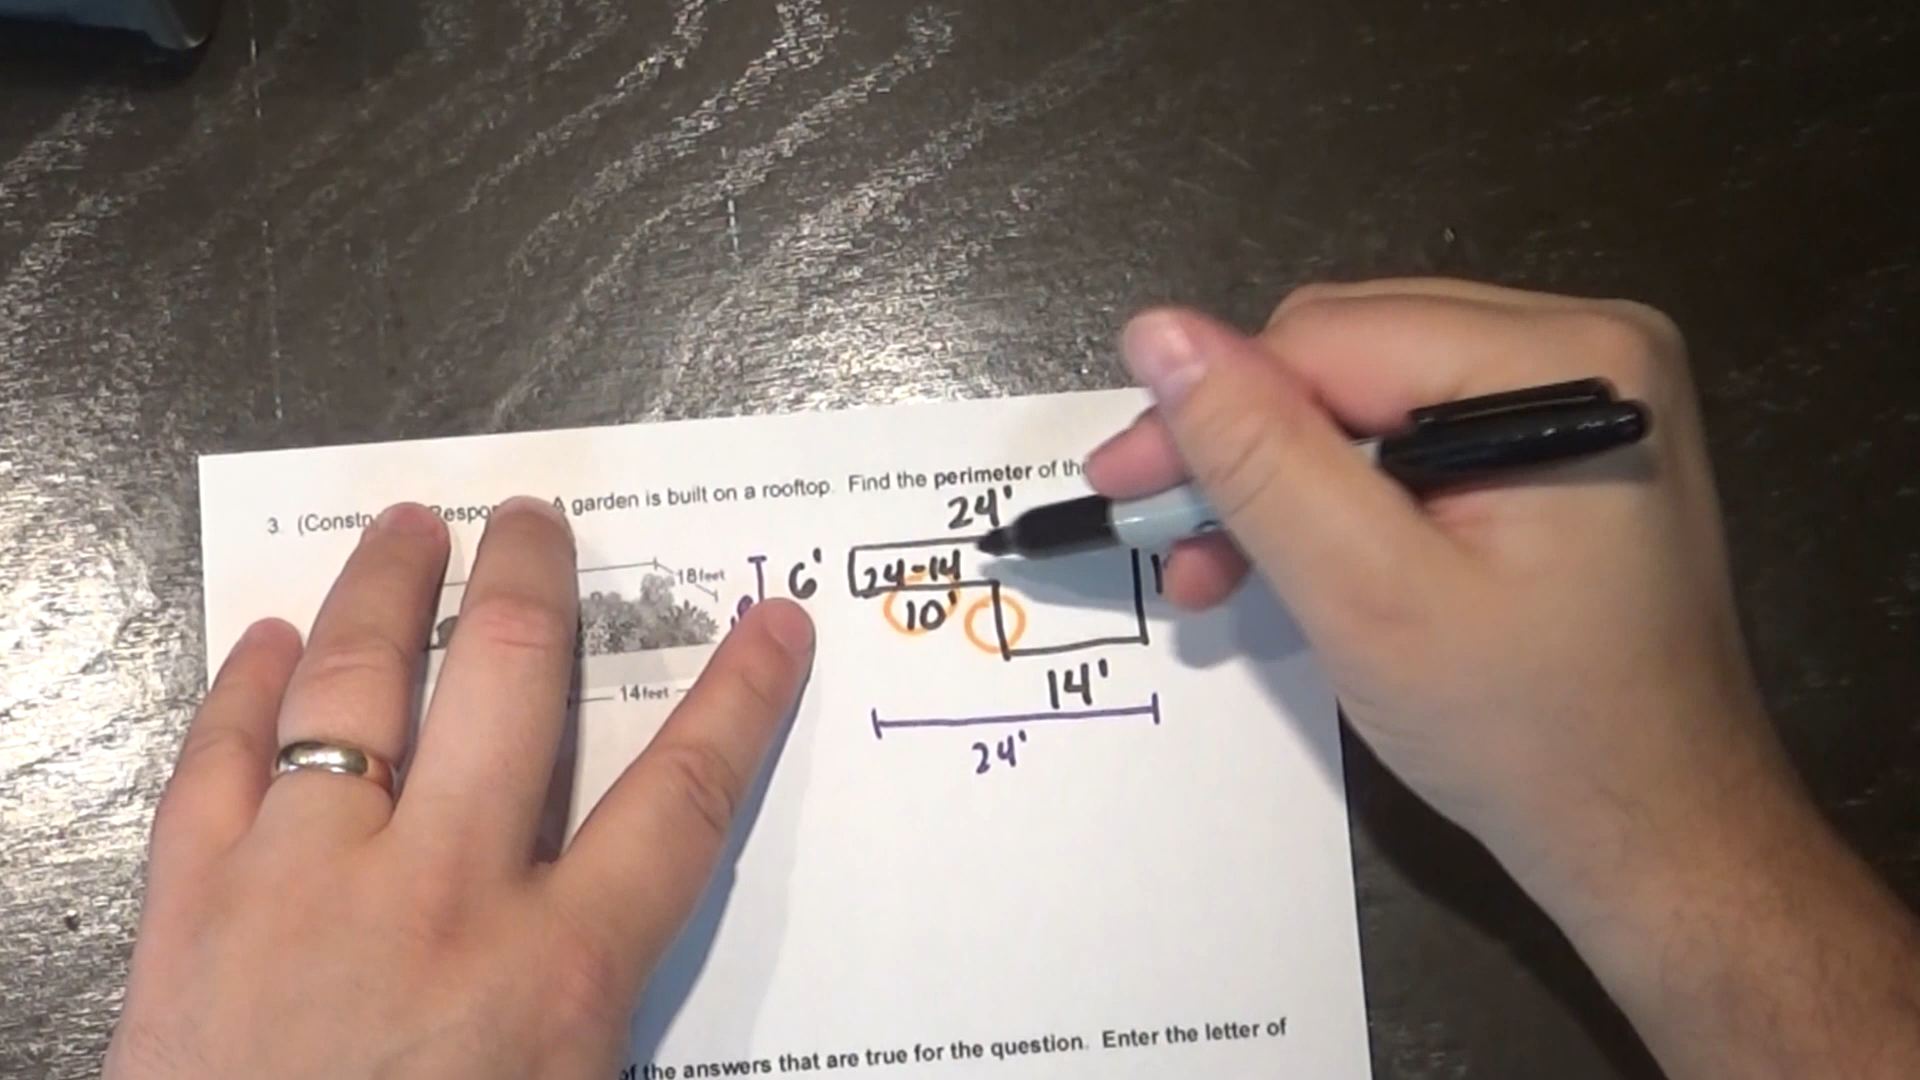 3. (Constr Respo A garden is built on a rooftop. Find the perimeter of th
24'
18 feet
6'
24-14
10'
14 feet
14'
24'
of the answers that are true for the question. Enter the letter of